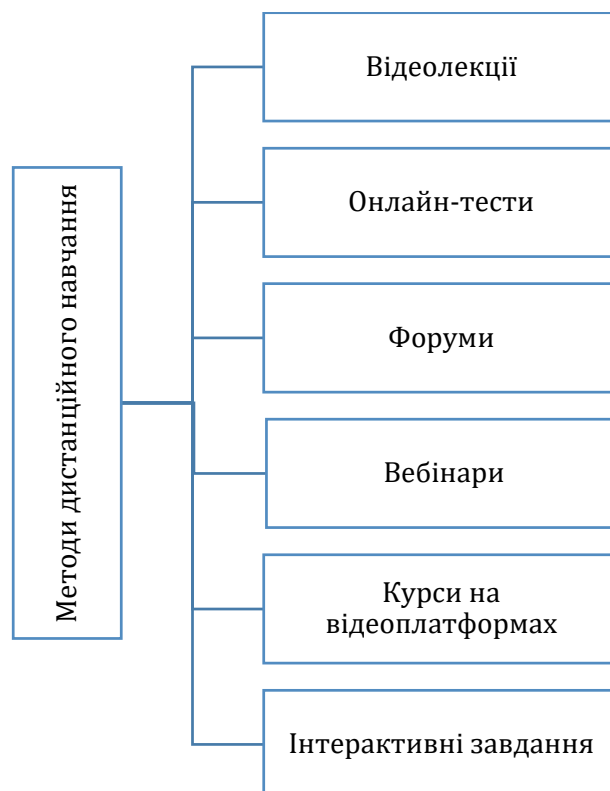 Методи дистанційного навчання
Відеолекції
Онлайн-тести
Форуми
Вебінари
Курси на
відеоплатформах
Інтерактивні завдання